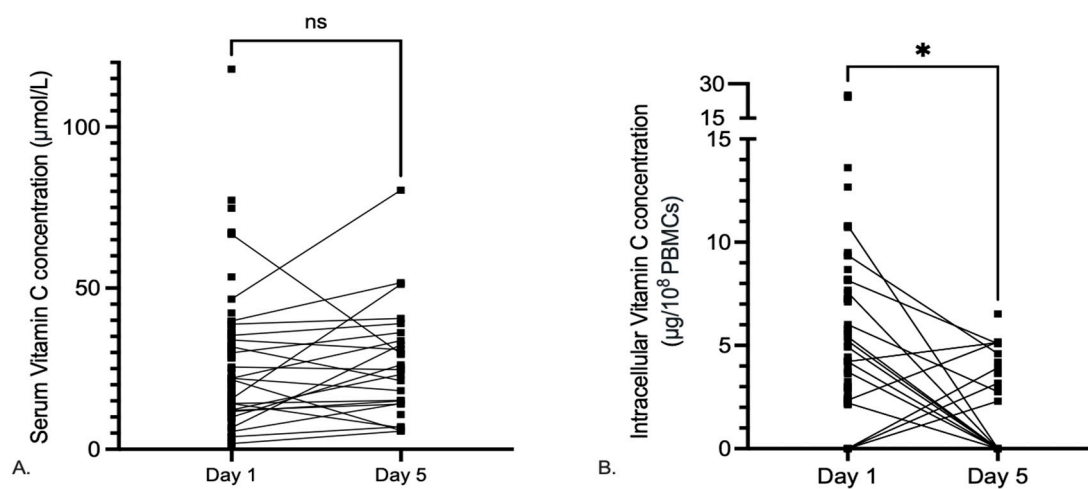 ns
Serum Vitamin C concentration (µmol/L)
100
50
0
Day 1 Day 5
A.
*
Intracellular Vitamin C concentration
(µg/10⁸ PBMCs)
30
15
15
10
5
0
Day 1 Day 5
B.